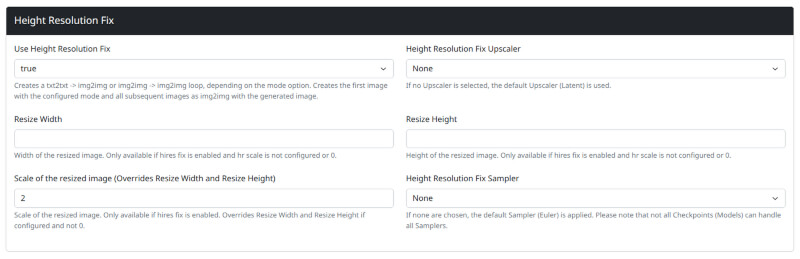 Height Resolution Fix
Use Height Resolution Fix
true
Creates a txt2txt -> img2img or img2img -> img2img loop, depending on the mode option. Creates the first image
with the configured mode and all subsequent images as img2img with the generated image.
Height Resolution Fix Upscaler
None
If no Upscaler is selected, the default Upscaler (Latent) is used.
Resize Width
Width of the resized image. Only available if hires fix is enabled and hr scale is not configured or 0.
Resize Height
Height of the resized image. Only available if hires fix is enabled and hr scale is not configured or 0.
Scale of the resized image (Overrides Resize Width and Resize Height)
2
Scale of the resized image. Only available if hires fix is enabled. Overrides Resize Width and Resize Height if
configured and not 0.
Height Resolution Fix Sampler
None
If none are chosen, the default Sampler (Euler) is applied. Please note that not all Checkpoints (Models) can handle
all Samplers.